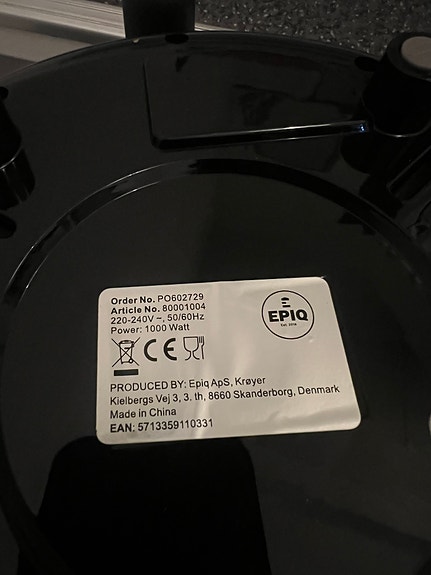 Order No. PO602729
Article No. 80001004
220-240V ~, 50/60Hz
Power: 1000 Watt
EPIQ
Est. 2016
CE
PRODUCED BY: Epiq ApS, Krøyer
Kielbergs Vej 3, 3. th, 8660 Skanderborg, Denmark
Made in China
EAN: 5713359110331